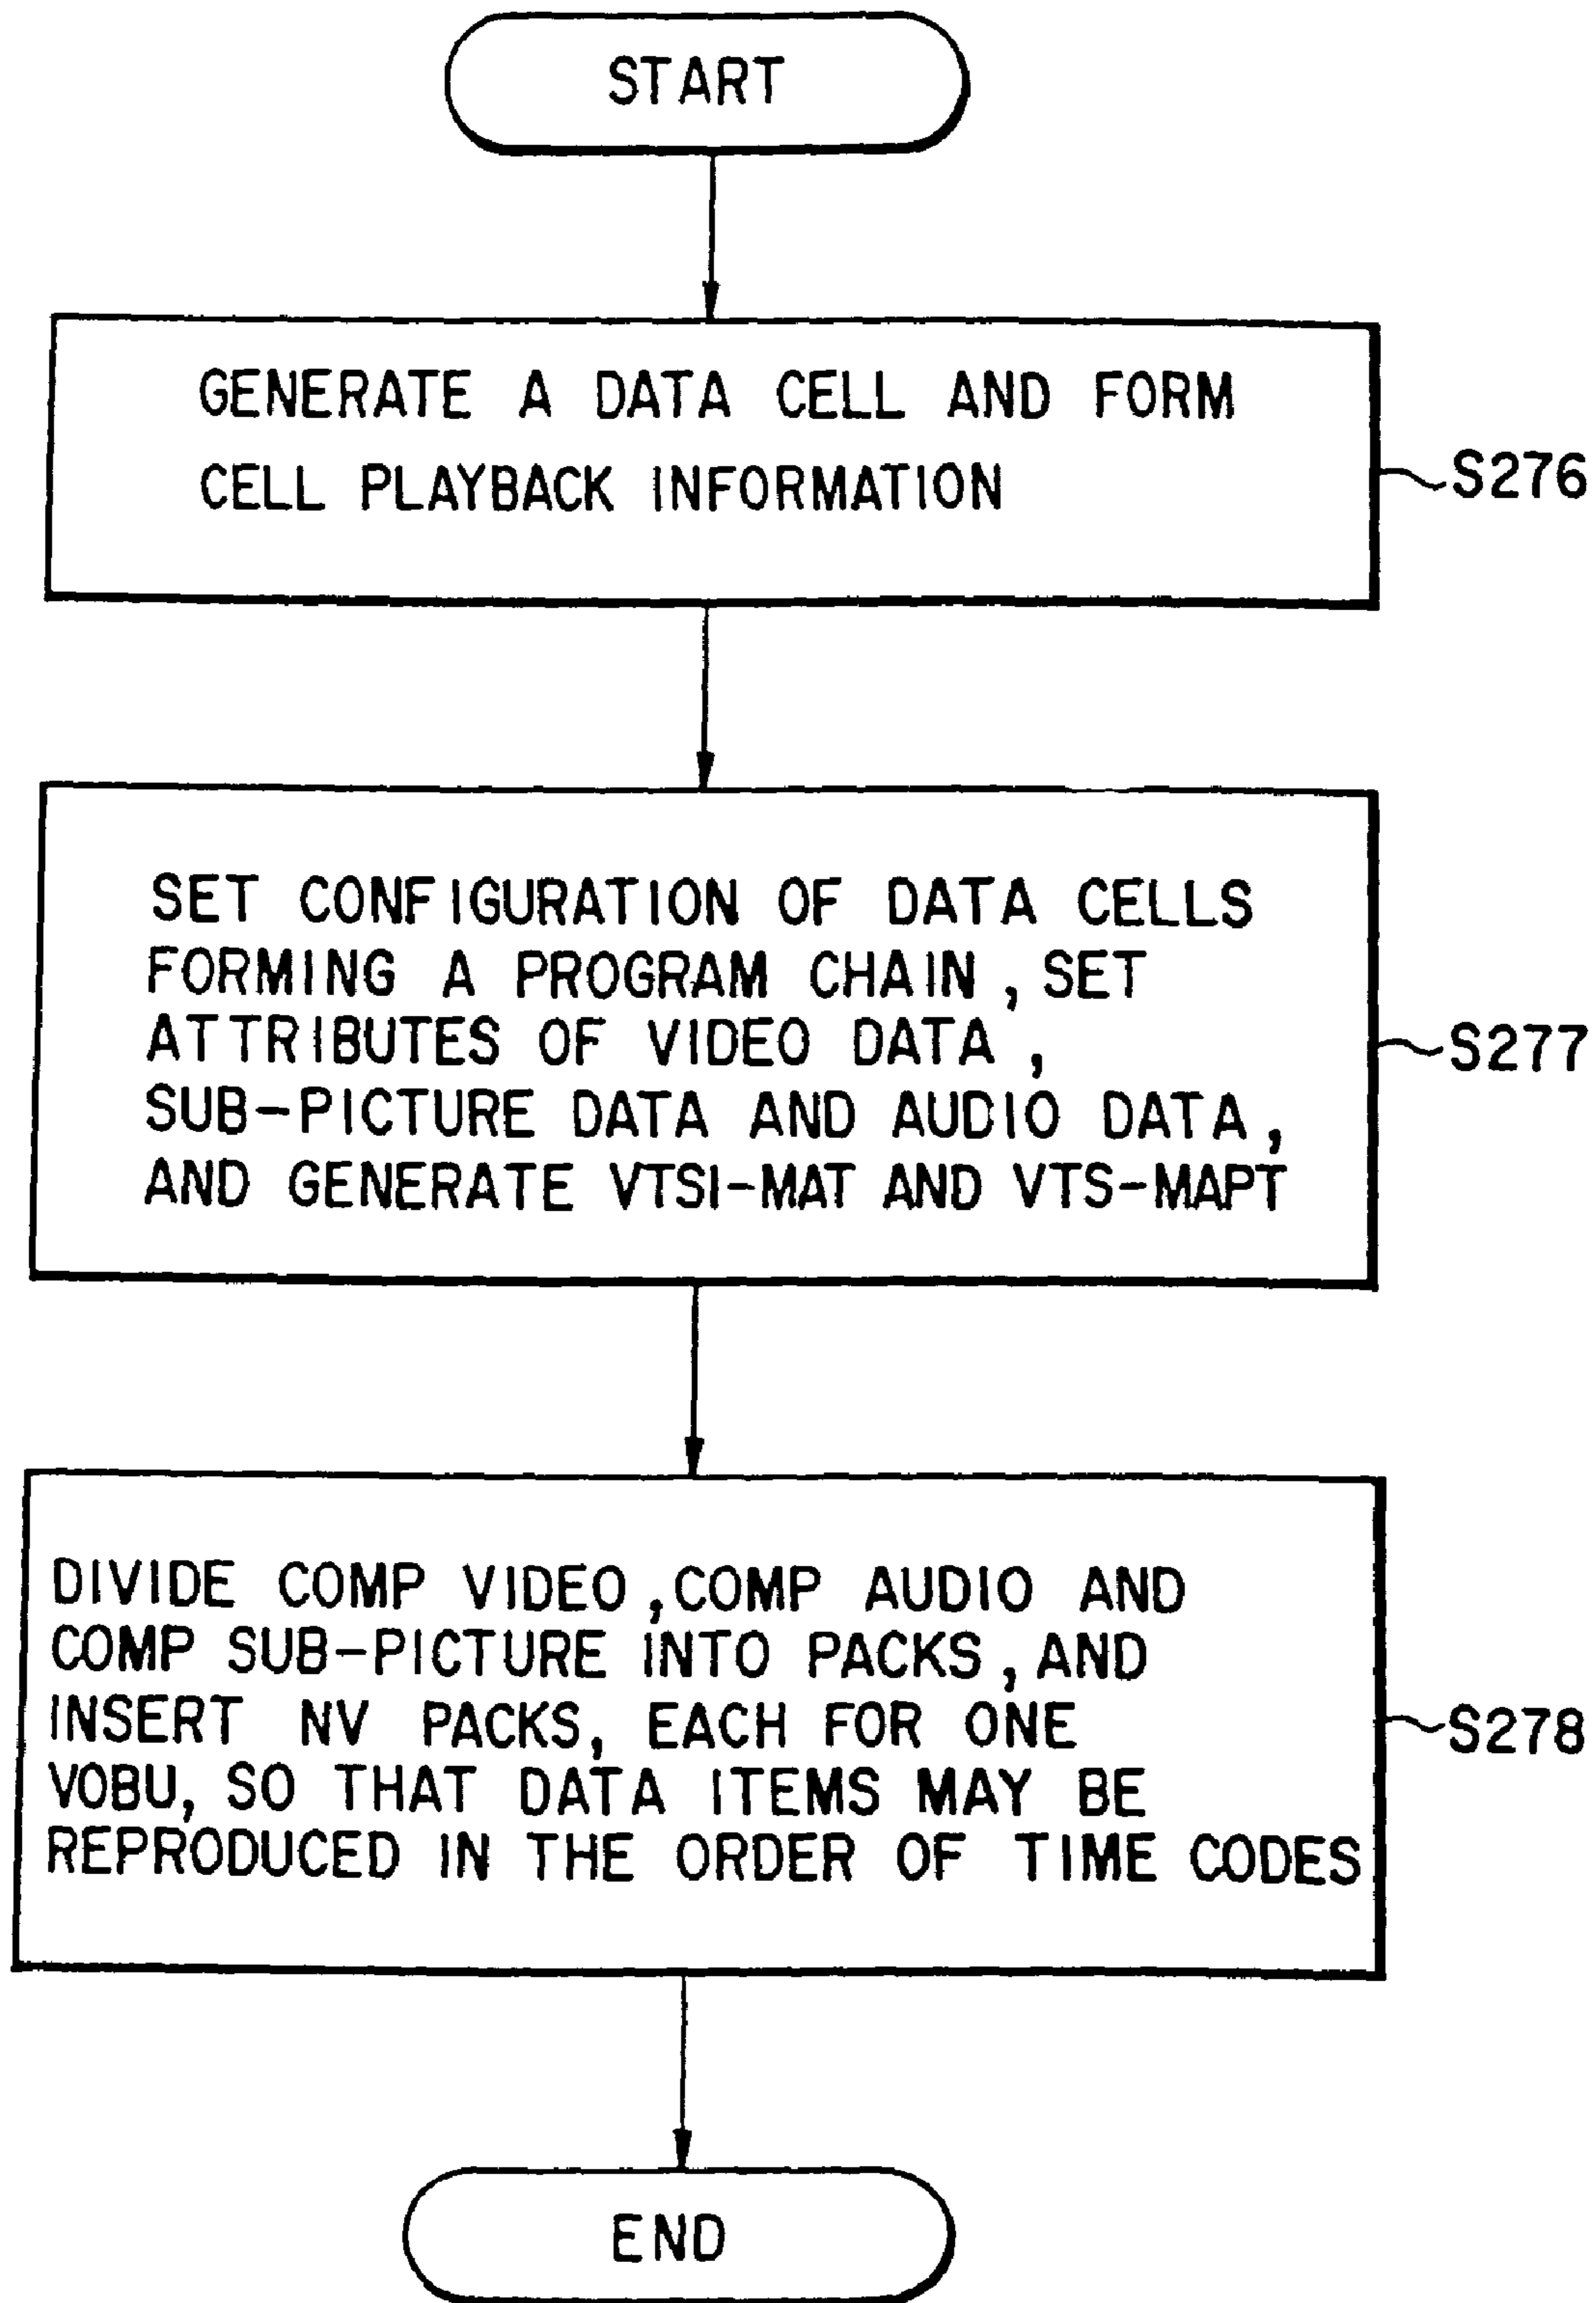 START
GENERATE A DATA CELL AND FORM
CELL PLAYBACK INFORMATION
S276
SET CONFIGURATION OF DATA CELLS
FORMING A PROGRAM CHAIN, SET
ATTRIBUTES OF VIDEO DATA,
SUB-PICTURE DATA AND AUDIO DATA,
AND GENERATE VTSI-MAT AND VTS-MAPT
S277
DIVIDE COMP VIDEO, COMP AUDIO AND
COMP SUB-PICTURE INTO PACKS, AND
INSERT NV PACKS, EACH FOR ONE
VOBU, SO THAT DATA ITEMS MAY BE
REPRODUCED IN THE ORDER OF TIME CODES
S278
END